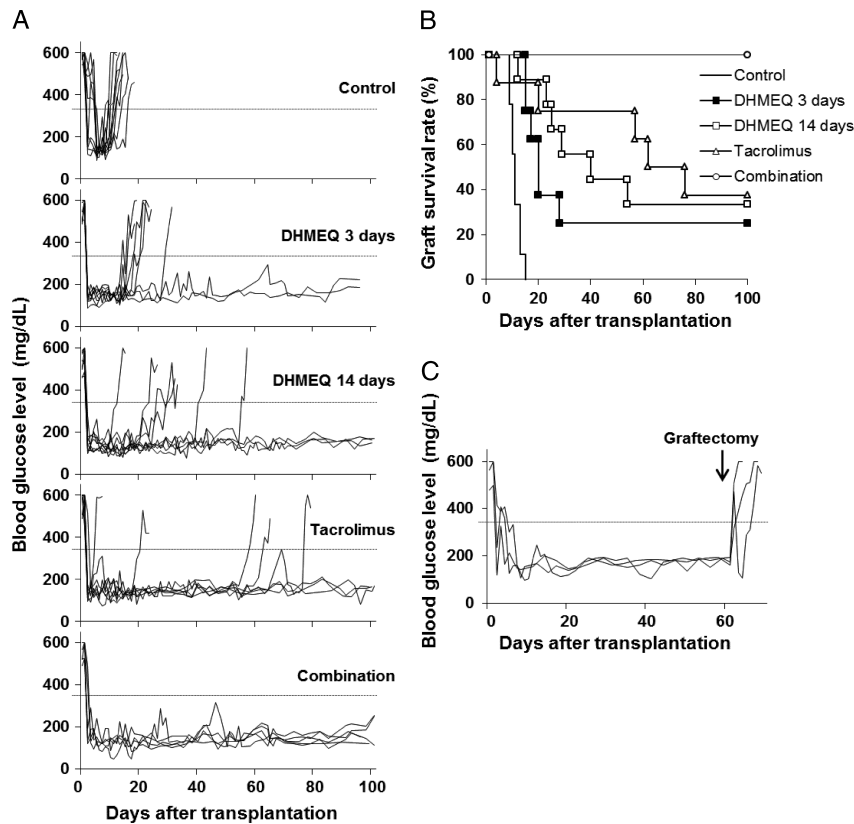 A
Blood glucose level (mg/dL)
600
400
200
0
Control
600
400
200
0
DHMEQ 3 days
600
400
200
0
DHMEQ 14 days
600
400
200
0
Tacrolimus
600
400
200
0
Combination
0 20 40 60 80 100
Days after transplantation
B
Graft survival rate (%)
100
80
60
40
20
0
Control
DHMEQ 3 days
DHMEQ 14 days
Tacrolimus
Combination
0 20 40 60 80 100
Days after transplantation
C
Blood glucose level (mg/dL)
Graftectomy
600
400
200
0
0 20 40 60
Days after transplantation